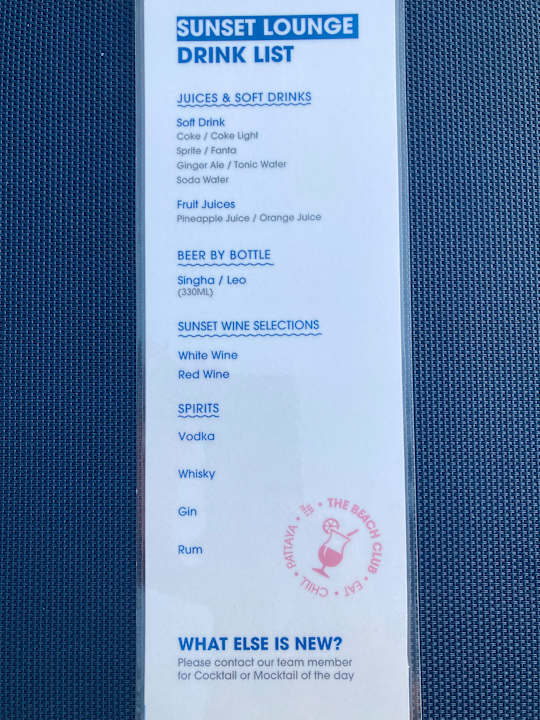 SUNSET LOUNGE
DRINK LIST
JUICES & SOFT DRINKS
Soft Drink
Coke / Coke Light
Sprite / Fanta
Ginger Ale / Tonic Water
Soda Water
Fruit Juices
Pineapple Juice / Orange Juice
BEER BY BOTTLE
Singha / Leo
(330ML)
SUNSET WINE SELECTIONS
White Wine
Red Wine
SPIRITS
Vodka
Whisky
Gin
Rum
THE BEACH CLUB • EAT • CHILL • PATTAYA •
WHAT ELSE IS NEW?
Please contact our team member
for Cocktail or Mocktail of the day